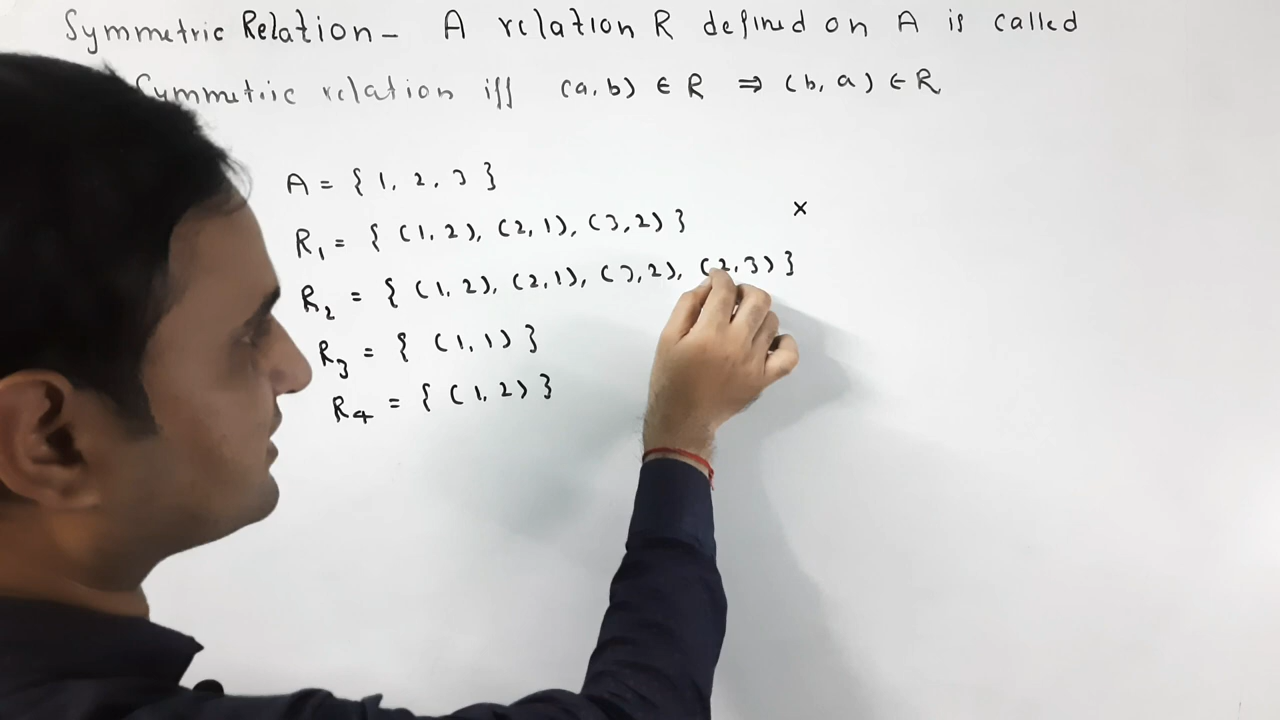 Symmetric Relation - A relation R defined on A is called
Symmetric relation iff (a,b) ∈ R ⇒ (b,a) ∈ R
A = { 1, 2, 3 }
R₁ = { (1,2), (2,1), (3,2) } ×
R₂ = { (1,2), (2,1), (3,2), (2,3) }
R₃ = { (1,1) }
R₄ = { (1,2) }